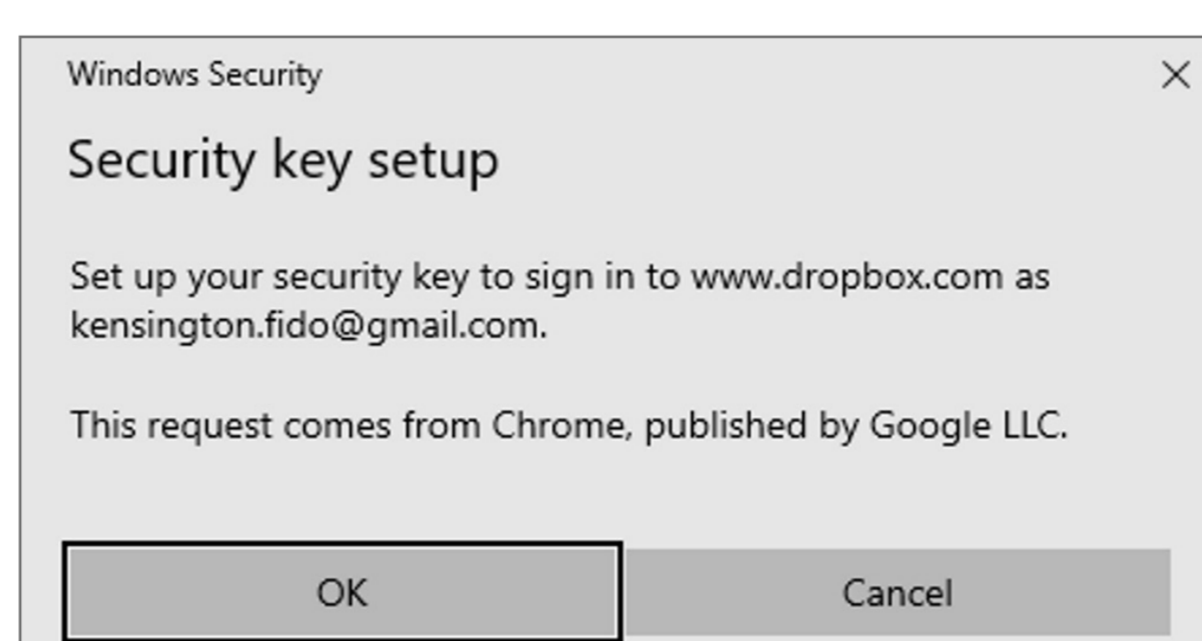 Windows Security
Security key setup
Set up your security key to sign in to www.dropbox.com as
kensington.fido@gmail.com.
This request comes from Chrome, published by Google LLC.
OK Cancel